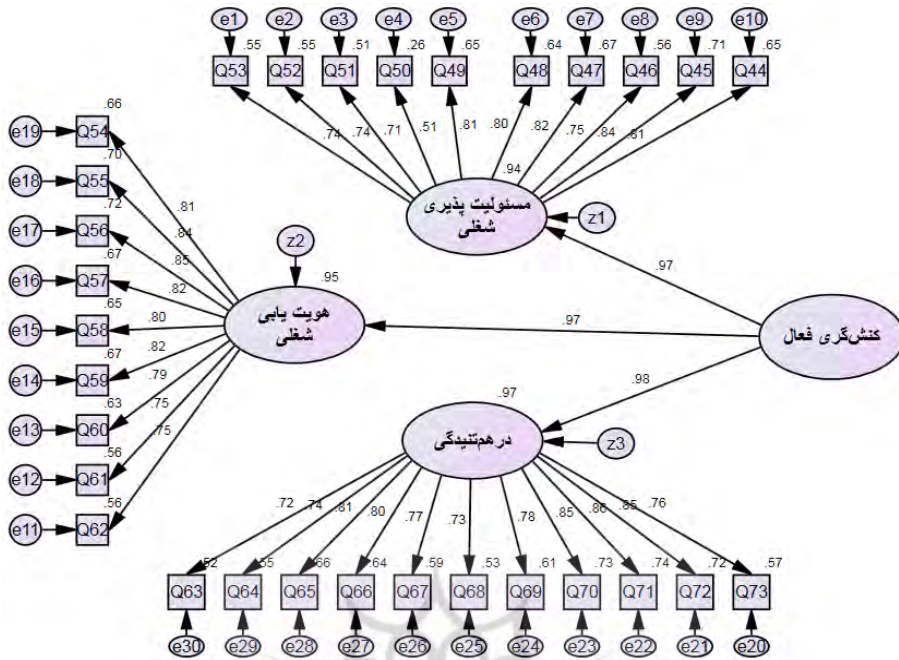 e1 e2 e3 e4 e5 e6 e7 e8 e9 e10
.55 .55 .51 .26 .65 .64 .67 .56 .71 .65
Q53 Q52 Q51 Q50 Q49 Q48 Q47 Q46 Q45 Q44
.74 .74 .71 .51 .81 .80 .82 .75 .84 .81
.94
مسئولیت پذیری
شغلی
z1
.66
e19 Q54
.70
e18 Q55
.72
e17 Q56
.67
e16 Q57
.65
e15 Q58
.67
e14 Q59
.63
e13 Q60
.56
e12 Q61
.56
e11 Q62
.81
.84
.85
.82
.80
.82
.79
.75
.75
z2
.95
هویت یابی
شغلی
.97
.97
.98
کنش‌گری فعال
.97
درهم‌تنیدگی
z3
.72 .74 .81 .80 .77 .73 .78 .85 .86 .85 .76
.52 .55 .66 .64 .59 .53 .61 .73 .74 .72 .57
Q63 Q64 Q65 Q66 Q67 Q68 Q69 Q70 Q71 Q72 Q73
e30 e29 e28 e27 e26 e25 e24 e23 e22 e21 e20